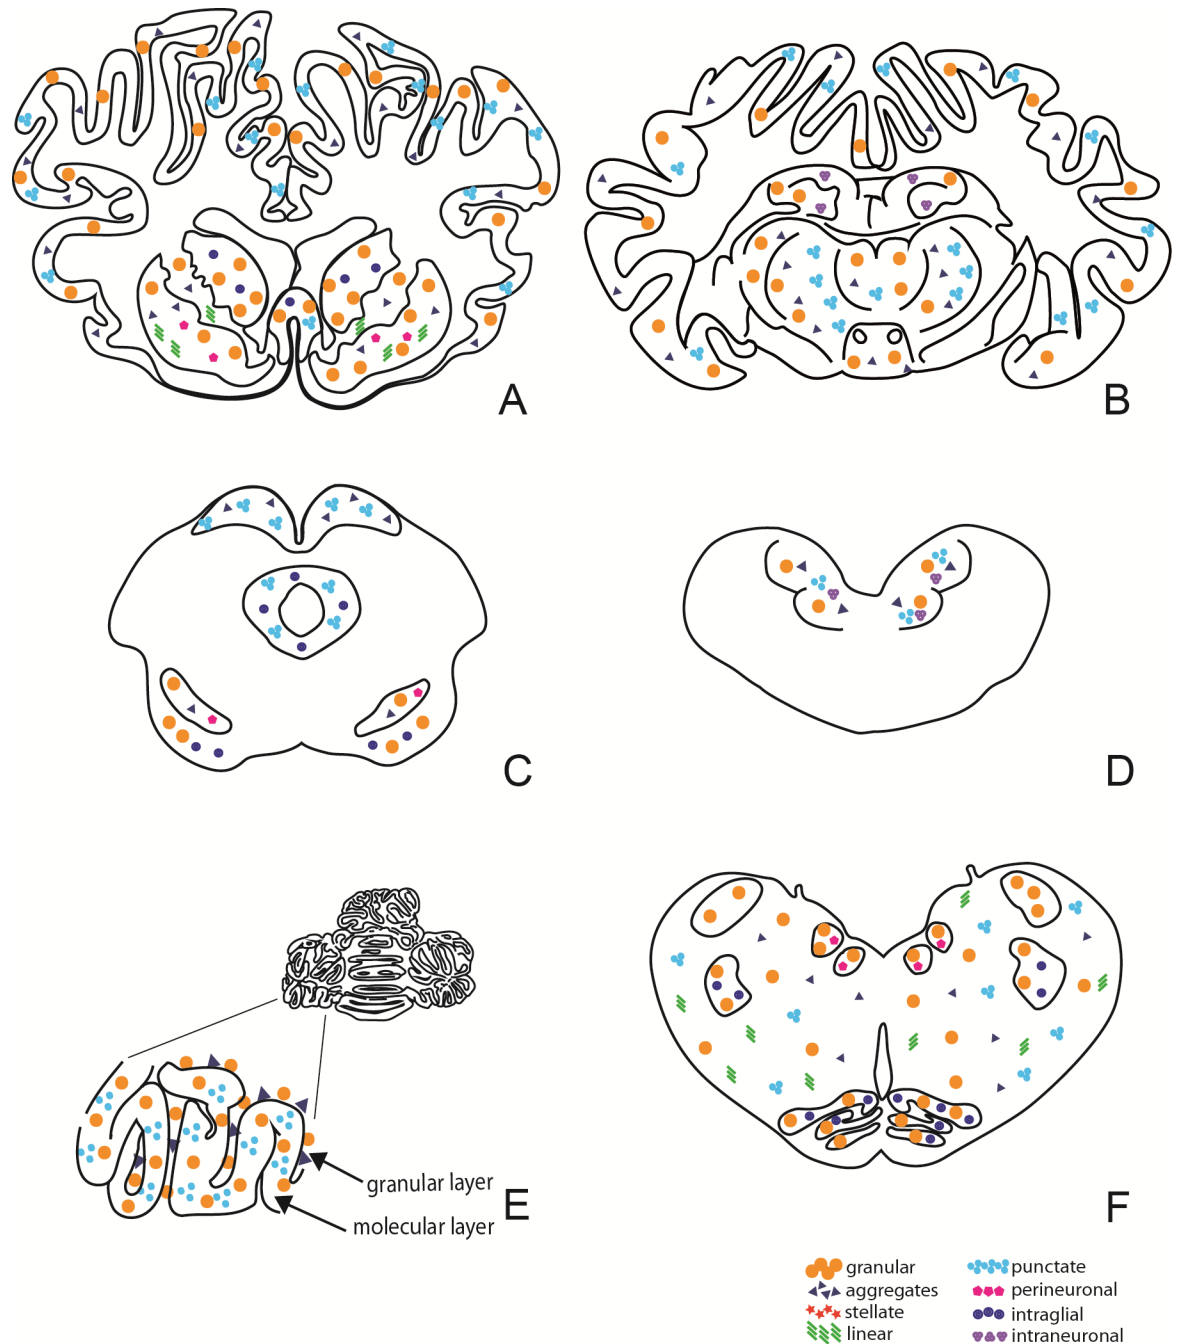 A
B
C
D
granular layer
E
molecular layer
F
granular
punctate
aggregates
perineuronal
stellate
intraglial
linear
intraneuronal